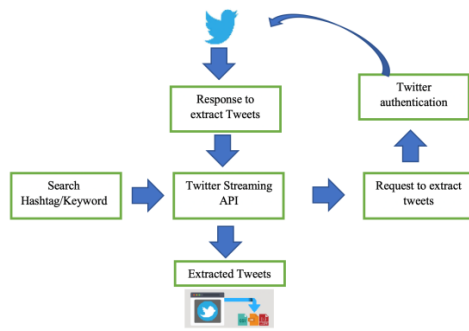 Response to
extract Tweets
Twitter
authentication
Search
Hashtag/Keyword
Twitter Streaming
API
Request to extract
tweets
Extracted Tweets